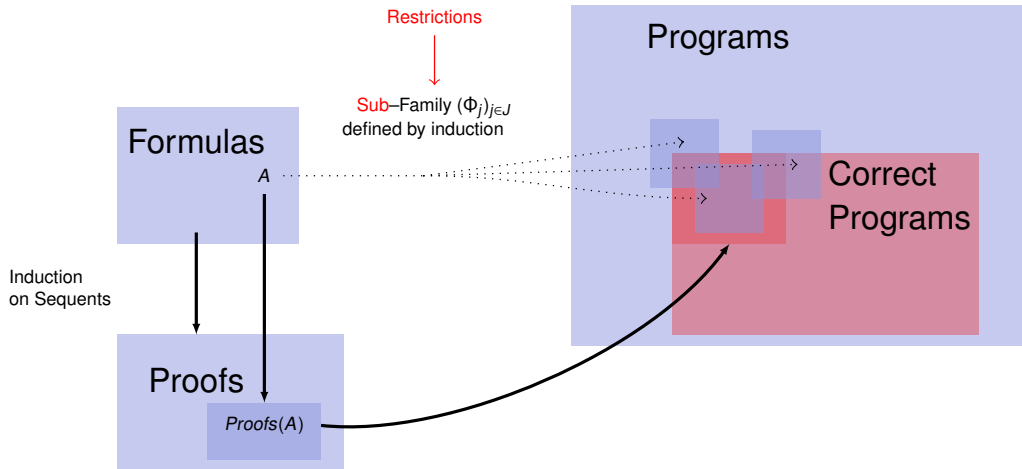 Restrictions
Programs
Sub–Family (Φ_j)_{j∈J}
defined by induction
Formulas
A
Correct
Programs
Induction
on Sequents
Proofs
Proofs(A)